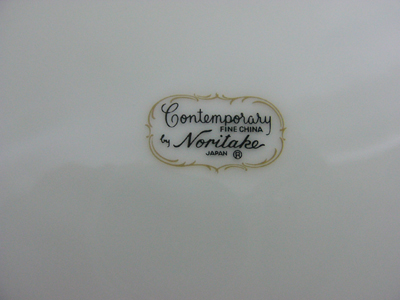 Contemporary
FINE CHINA
by Noritake
JAPAN ®